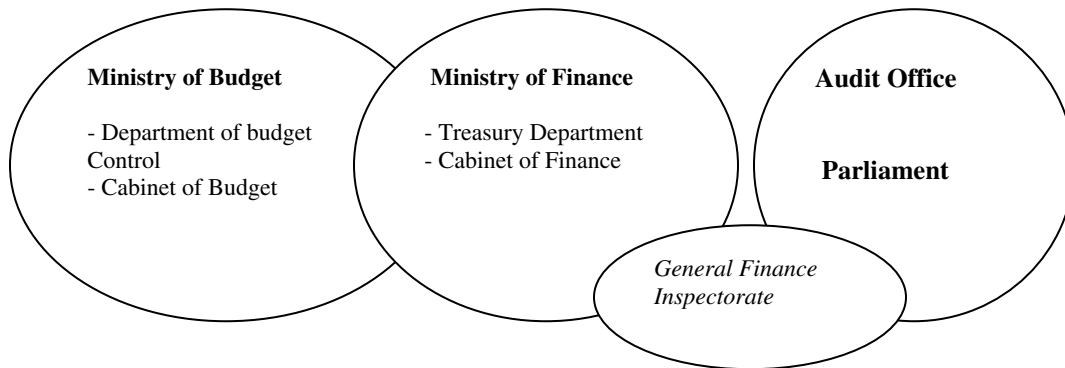 Ministry of Budget
- Department of budget
Control
- Cabinet of Budget
Ministry of Finance
- Treasury Department
- Cabinet of Finance
Audit Office
Parliament
General Finance
Inspectorate